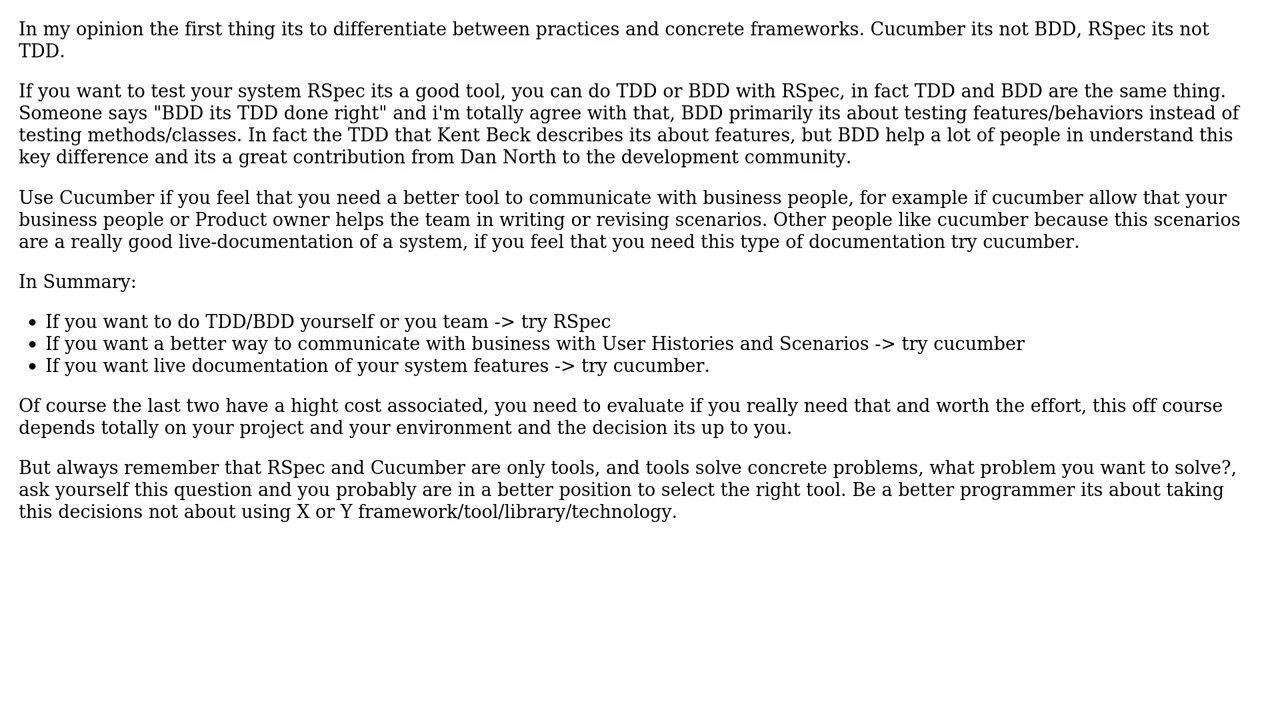 In my opinion the first thing its to differentiate between practices and concrete frameworks. Cucumber its not BDD, RSpec its not
TDD.
If you want to test your system RSpec its a good tool, you can do TDD or BDD with RSpec, in fact TDD and BDD are the same thing.
Someone says "BDD its TDD done right" and i'm totally agree with that, BDD primarily its about testing features/behaviors instead of
testing methods/classes. In fact the TDD that Kent Beck describes its about features, but BDD help a lot of people in understand this
key difference and its a great contribution from Dan North to the development community.
Use Cucumber if you feel that you need a better tool to communicate with business people, for example if cucumber allow that your
business people or Product owner helps the team in writing or revising scenarios. Other people like cucumber because this scenarios
are a really good live-documentation of a system, if you feel that you need this type of documentation try cucumber.
In Summary:
• If you want to do TDD/BDD yourself or you team -> try RSpec
• If you want a better way to communicate with business with User Histories and Scenarios -> try cucumber
• If you want live documentation of your system features -> try cucumber.
Of course the last two have a hight cost associated, you need to evaluate if you really need that and worth the effort, this off course
depends totally on your project and your environment and the decision its up to you.
But always remember that RSpec and Cucumber are only tools, and tools solve concrete problems, what problem you want to solve?,
ask yourself this question and you probably are in a better position to select the right tool. Be a better programmer its about taking
this decisions not about using X or Y framework/tool/library/technology.